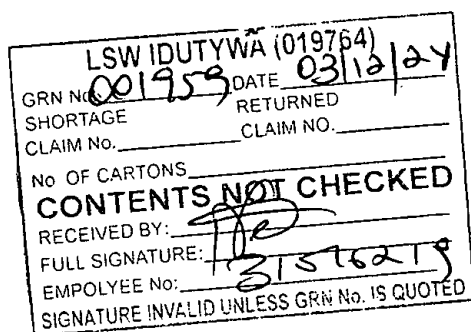 LSW IDUTYWA (019764)
GRN No. 001959 DATE 03/12/24
SHORTAGE RETURNED
CLAIM No. CLAIM NO.
No OF CARTONS
CONTENTS NOT CHECKED
RECEIVED BY:
FULL SIGNATURE:
EMPOLYEE No: 31596219
SIGNATURE INVALID UNLESS GRN No. IS QUOTED